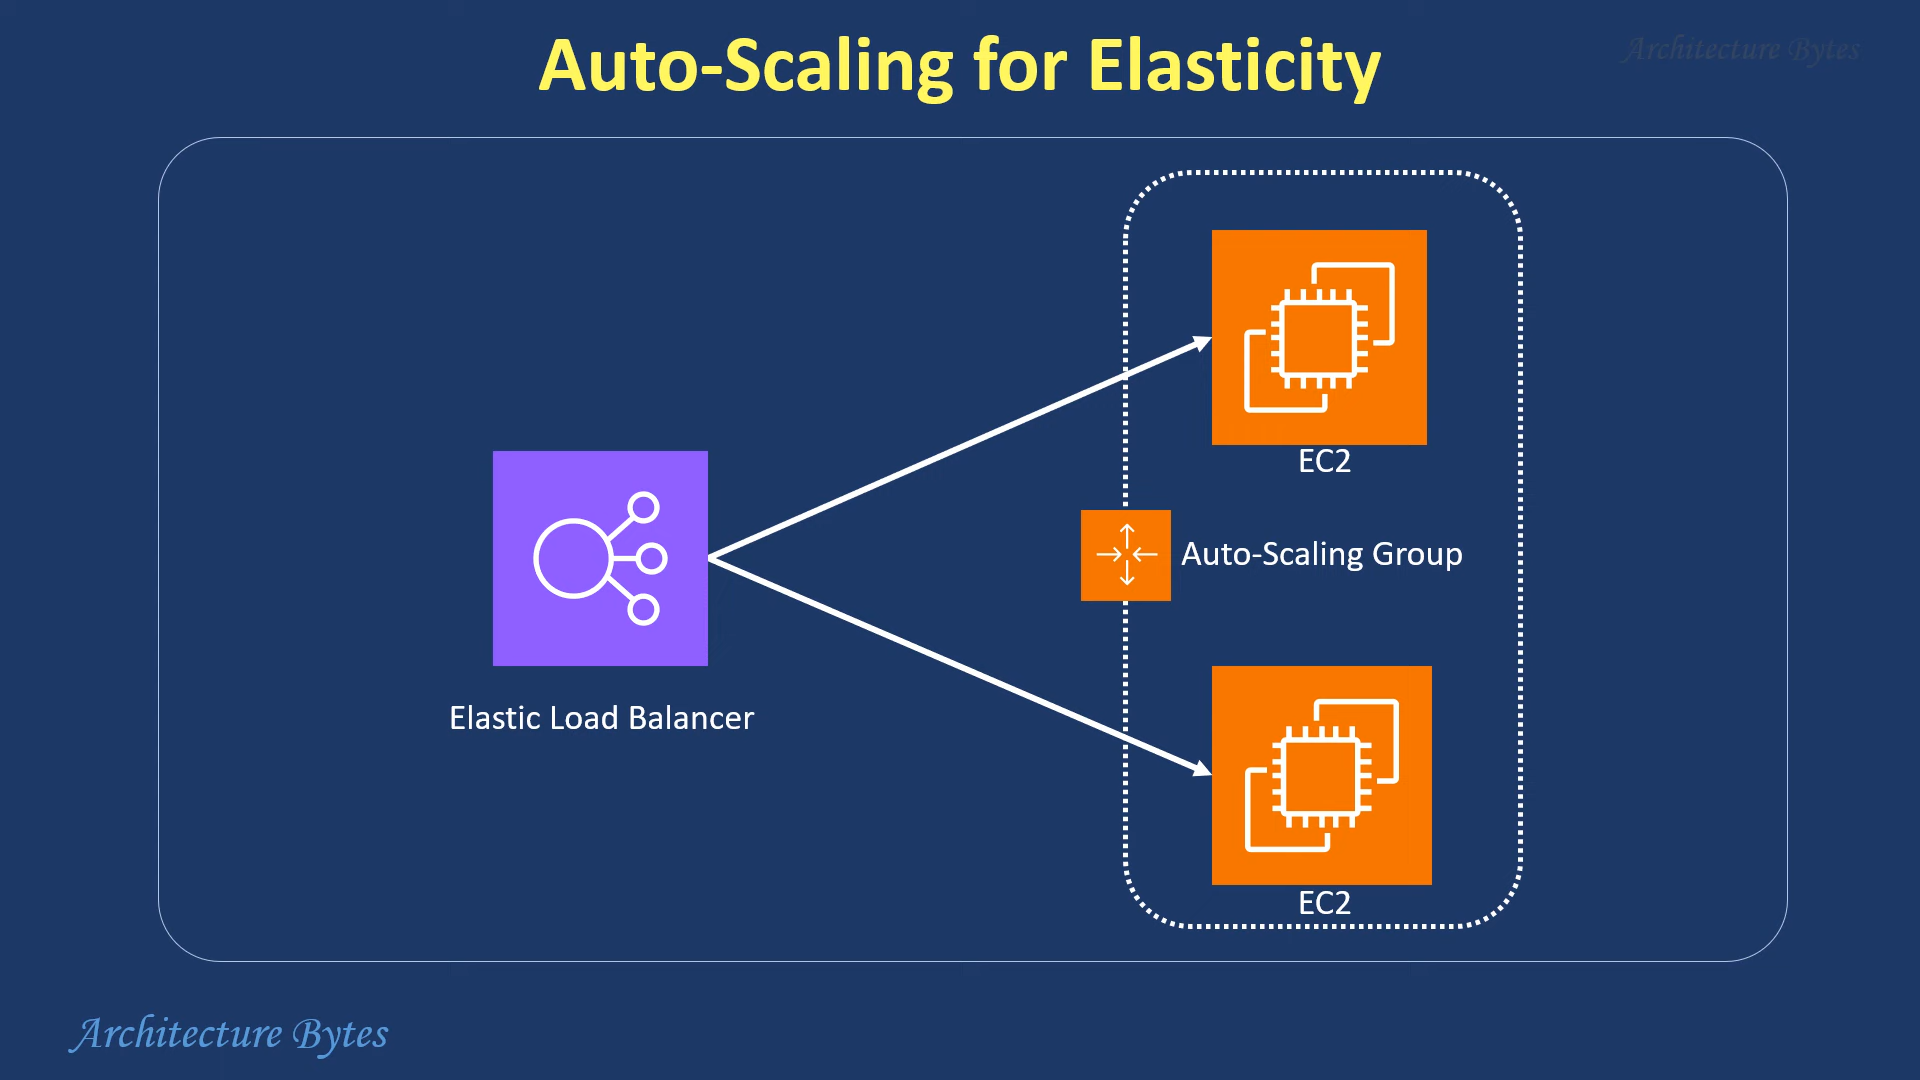 Auto-Scaling for Elasticity
Architecture Bytes
EC2
Auto-Scaling Group
Elastic Load Balancer
EC2
Architecture Bytes